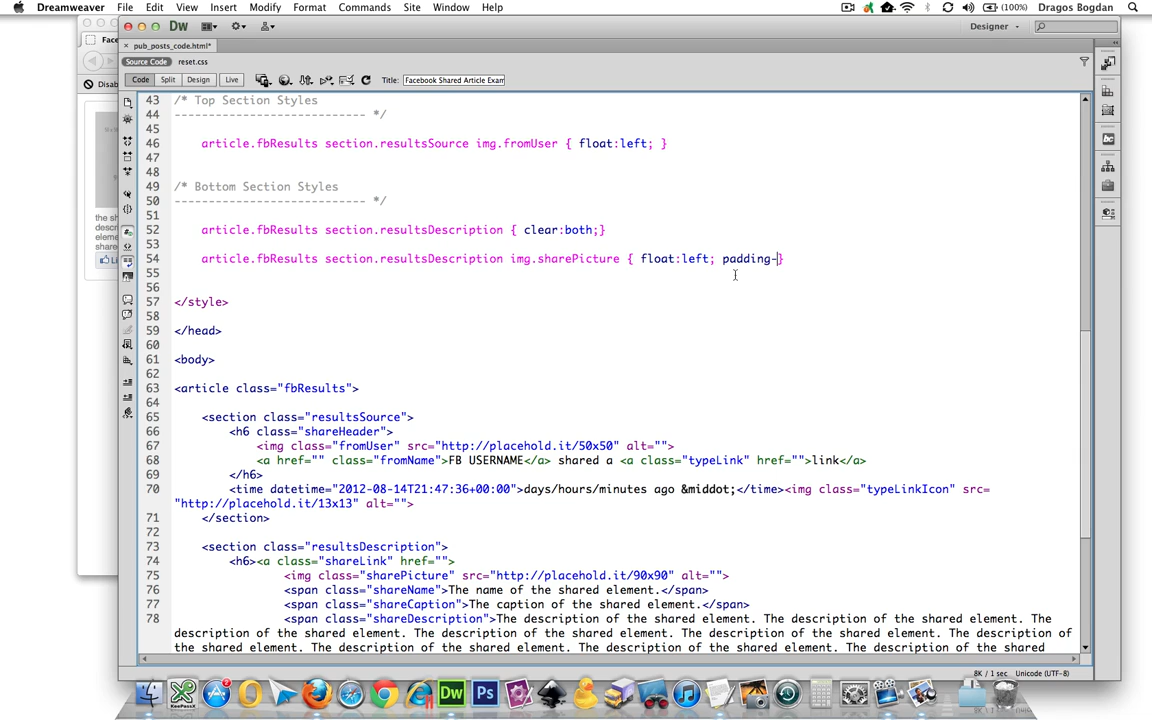 Dreamweaver File Edit View Insert Modify Format Commands Site Window Help (100%) Dragos Bogdan
Dw Designer
Face
pub_posts_code.html*
Source Code reset.css
Code Split Design Live Title: Facebook Shared Article Exam
Disab
43 /* Top Section Styles
44 ---------------------------- */
45
46 article.fbResults section.resultsSource img.fromUser { float:left; }
47
48
49 /* Bottom Section Styles
50 ---------------------------- */
51
52 article.fbResults section.resultsDescription { clear:both;}
53
54 article.fbResults section.resultsDescription img.sharePicture { float:left; padding-}
55
56
57 </style>
58
59 </head>
60
61 <body>
62
63 <article class="fbResults">
64
65 <section class="resultsSource">
66 <h6 class="shareHeader">
67 <img class="fromUser" src="http://placehold.it/50x50" alt="">
68 <a href="" class="fromName">FB USERNAME</a> shared a <a class="typeLink" href="">link</a>
69 </h6>
70 <time datetime="2012-08-14T21:47:36+00:00">days/hours/minutes ago &middot;</time><img class="typeLinkIcon" src=
"http://placehold.it/13x13" alt="">
71 </section>
72
73 <section class="resultsDescription">
74 <h6><a class="shareLink" href="">
75 <img class="sharePicture" src="http://placehold.it/90x90" alt="">
76 <span class="shareName">The name of the shared element.</span>
77 <span class="shareCaption">The caption of the shared element.</span>
78 <span class="shareDescription">The description of the shared element. The description of the shared element. The
description of the shared element. The description of the shared element. The description of the shared element. The description of
the shared element. The description of the shared element. The description of the shared element. The description of the shared
the sha
descri
eleme
share
Li
8K / 1 sec Unicode (UTF-8)
KeePassX
Dw Ps